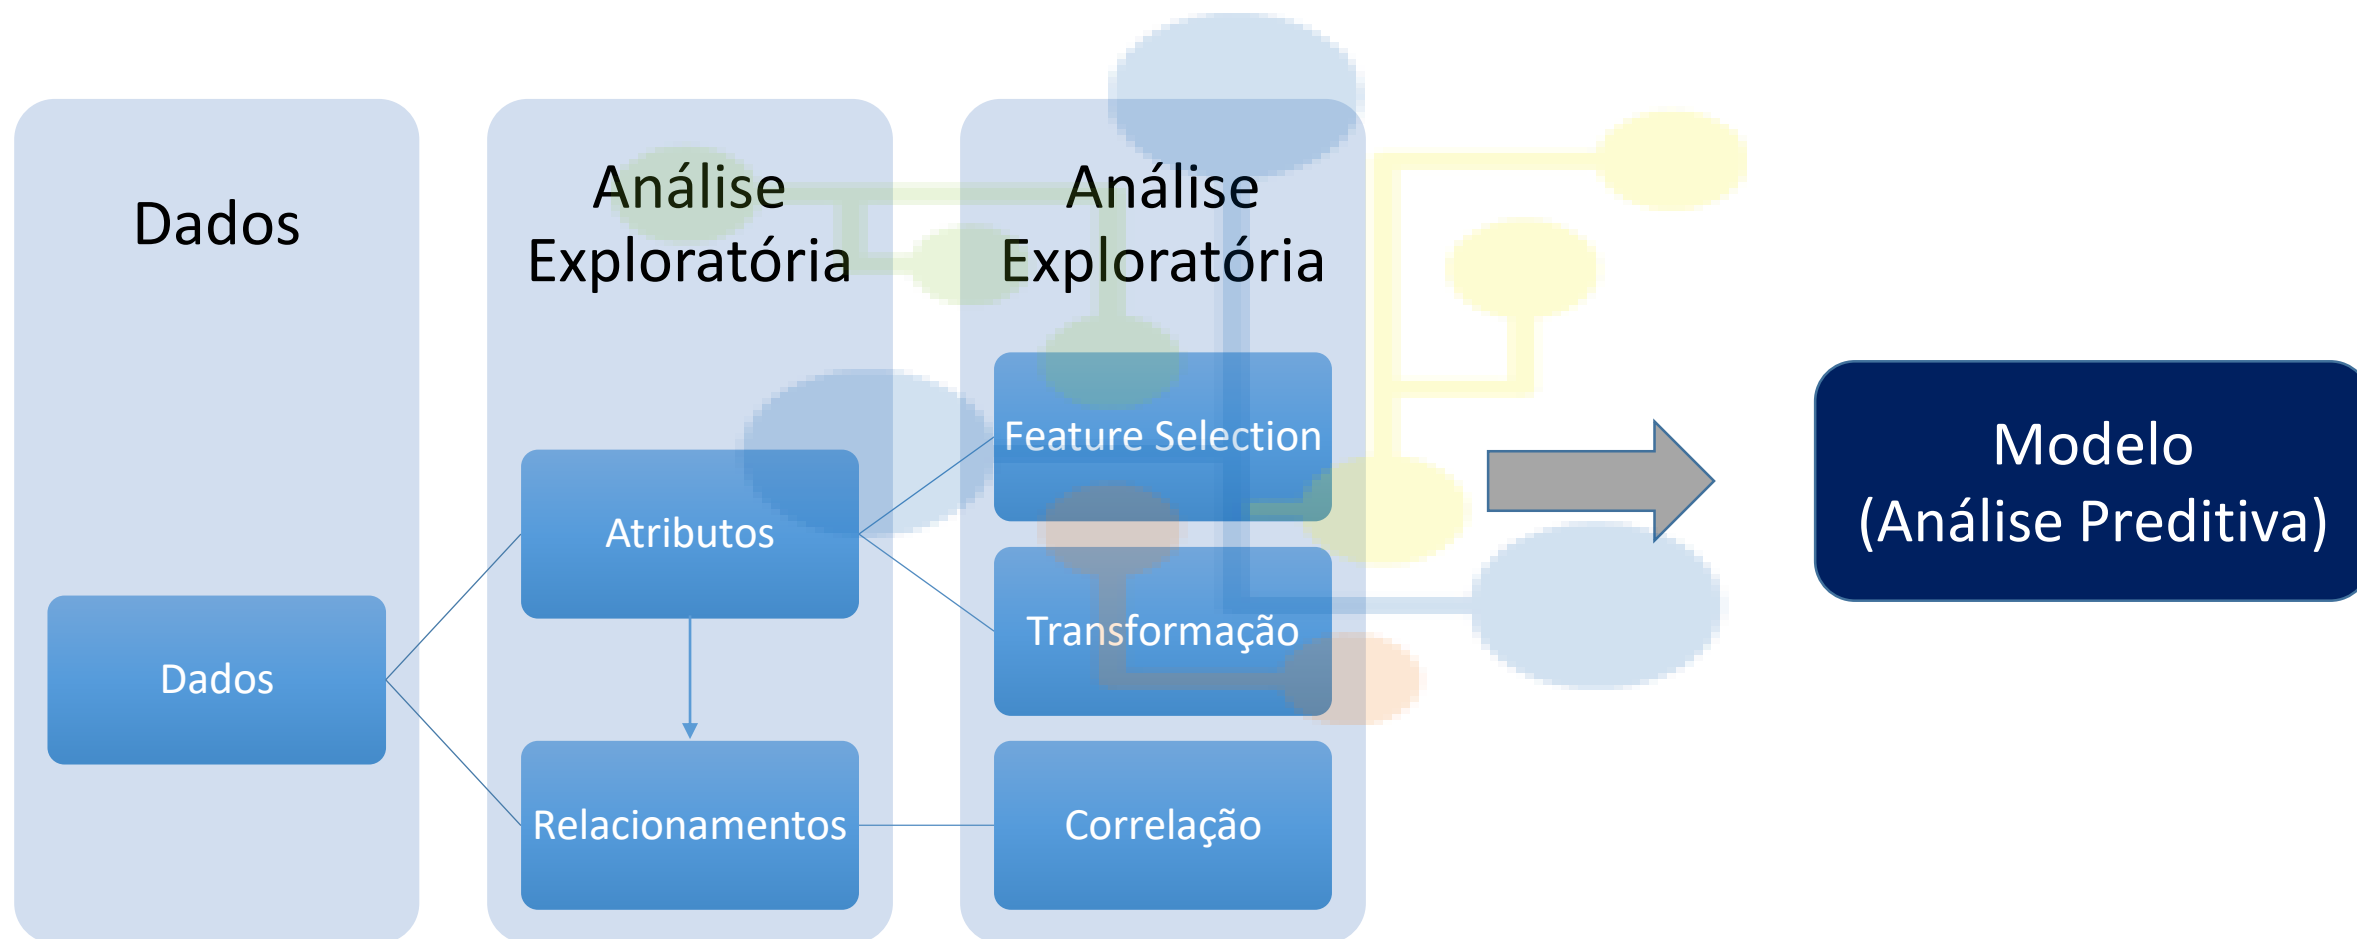 Dados
Análise
Exploratória
Análise
Exploratória
Dados
Atributos
Relacionamentos
Feature Selection
Transformação
Correlação
Modelo
(Análise Preditiva)